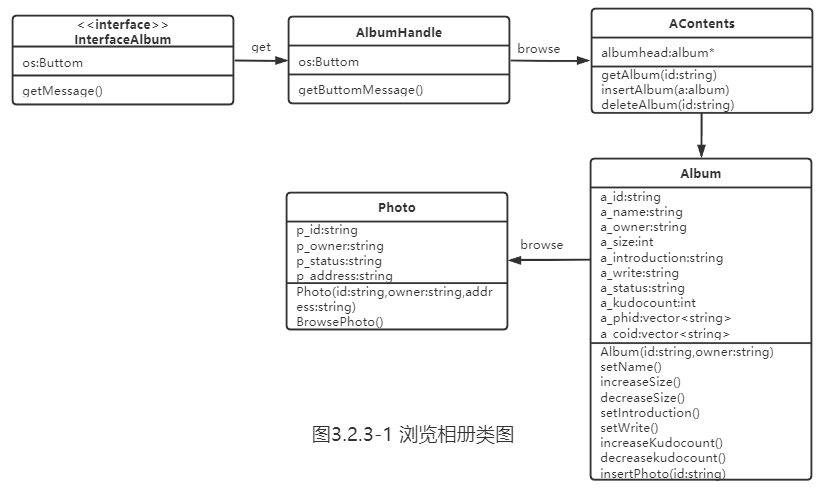 <<interface>>
InterfaceAlbum
os:Buttom
getMessage()
get
AlbumHandle
os:Buttom
getButtomMessage()
browse
AContents
albumhead:album*
getAlbum(id:string)
insertAlbum(a:album)
deleteAlbum(id:string)
Album
a_id:string
a_name:string
a_owner:string
a_size:int
a_introduction:string
a_write:string
a_status:string
a_kudocount:int
a_phid:vector<string>
a_coid:vector<string>
Album(id:string,owner:string)
setName()
increaseSize()
decreaseSize()
setIntroduction()
setWrite()
increaseKudocount()
decreasekudocount()
insertPhoto(id:string)
browse
Photo
p_id:string
p_owner:string
p_status:string
p_address:string
Photo(id:string,owner:string,addr
ess:string)
BrowsePhoto()
图3.2.3-1 浏览相册类图